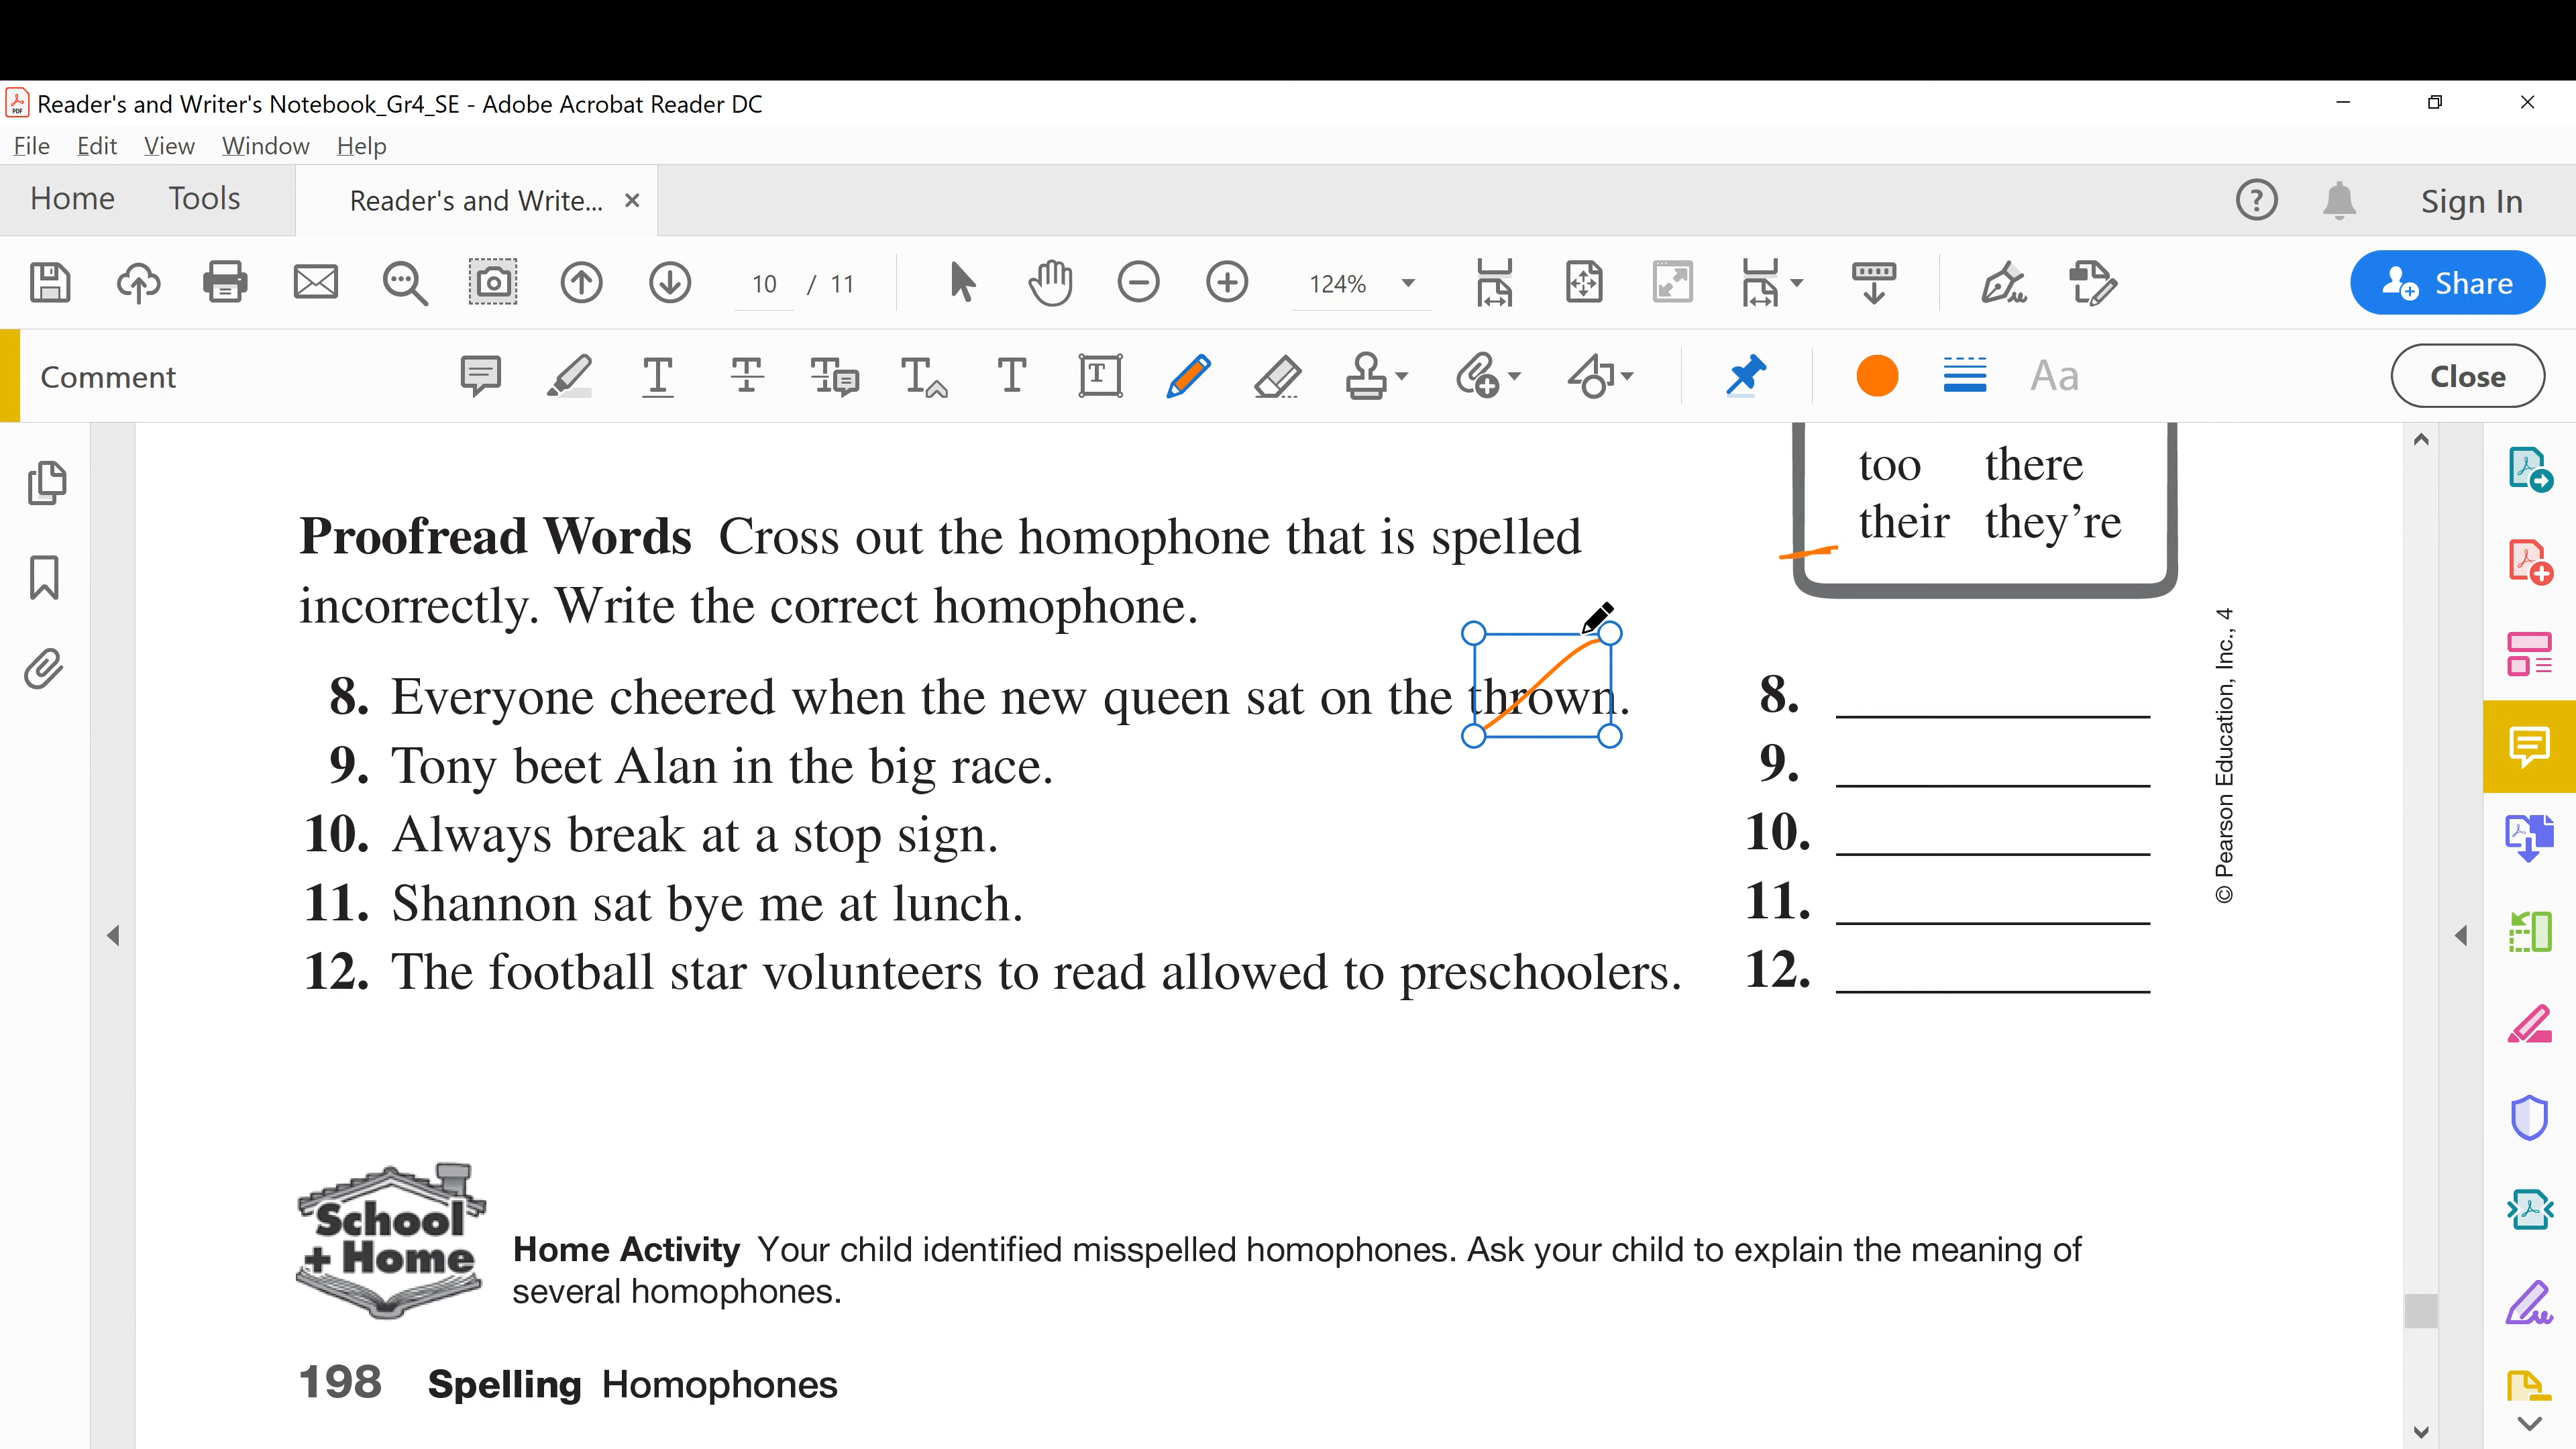 Reader's and Writer's Notebook_Gr4_SE - Adobe Acrobat Reader DC
File Edit View Window Help
Home Tools Reader's and Write... × Sign In
10 / 11 124% Share
Comment Aa Close
too there
their they're
Proofread Words Cross out the homophone that is spelled
incorrectly. Write the correct homophone.
8. Everyone cheered when the new queen sat on the thrown. 8.
9. Tony beet Alan in the big race. 9.
10. Always break at a stop sign. 10.
11. Shannon sat bye me at lunch. 11.
12. The football star volunteers to read allowed to preschoolers. 12.
© Pearson Education, Inc., 4
School
+ Home
Home Activity Your child identified misspelled homophones. Ask your child to explain the meaning of
several homophones.
198 Spelling Homophones